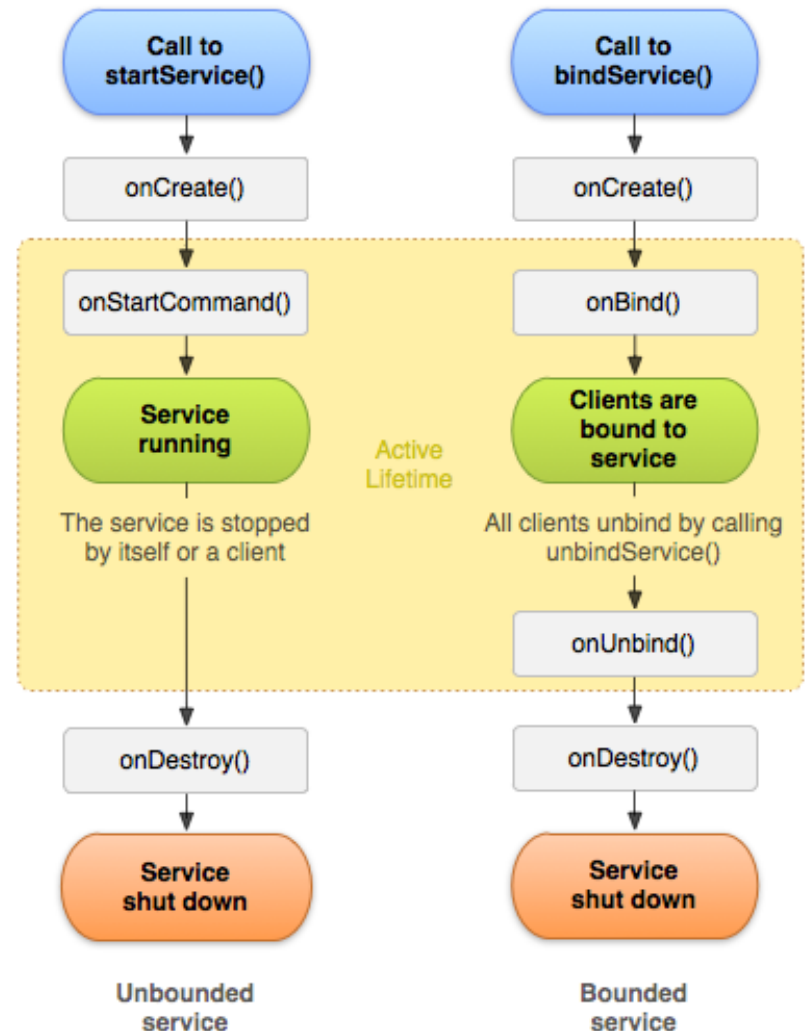 Call to
startService()
onCreate()
onStartCommand()
Service
running
The service is stopped
by itself or a client
onDestroy()
Service
shut down
Unbounded
service
Active
Lifetime
Call to
bindService()
onCreate()
onBind()
Clients are
bound to
service
All clients unbind by calling
unbindService()
onUnbind()
onDestroy()
Service
shut down
Bounded
service